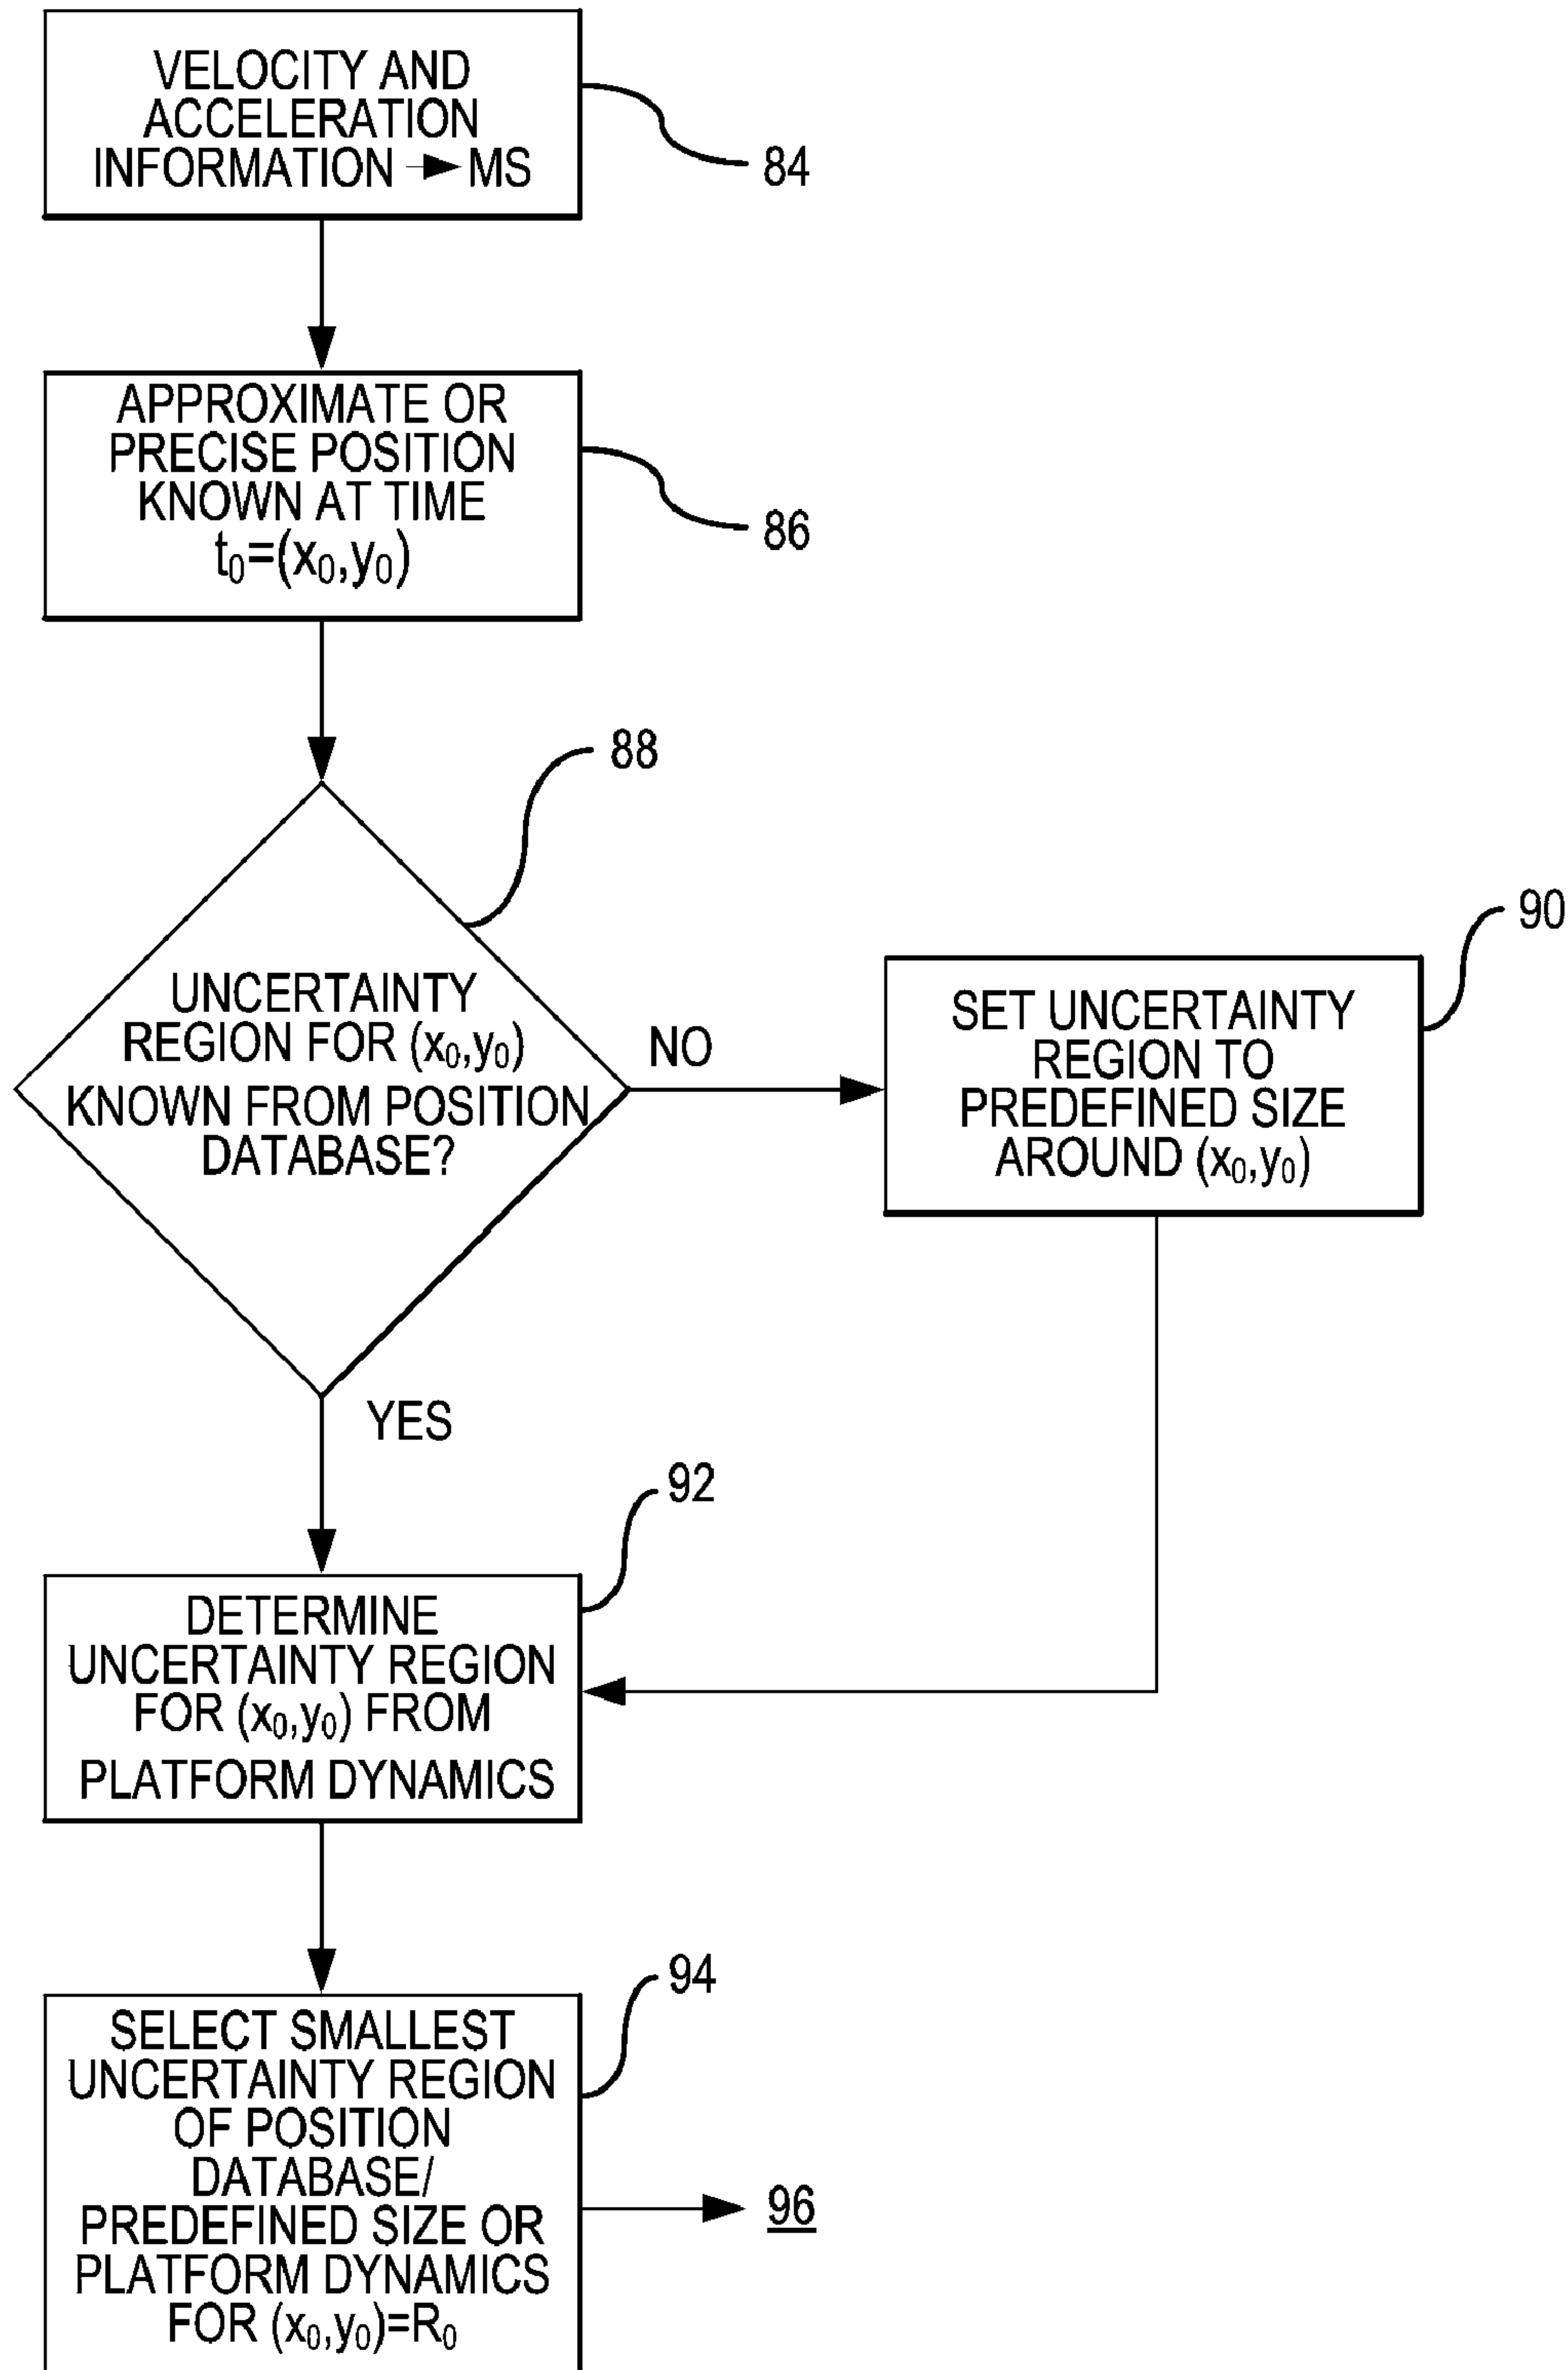 VELOCITY AND
ACCELERATION
INFORMATION → MS
84
APPROXIMATE OR
PRECISE POSITION
KNOWN AT TIME
t₀=(x₀,y₀)
86
88
UNCERTAINTY
REGION FOR (x₀,y₀)
KNOWN FROM POSITION
DATABASE?
NO
90
SET UNCERTAINTY
REGION TO
PREDEFINED SIZE
AROUND (x₀,y₀)
YES
92
DETERMINE
UNCERTAINTY REGION
FOR (x₀,y₀) FROM
PLATFORM DYNAMICS
94
SELECT SMALLEST
UNCERTAINTY REGION
OF POSITION
DATABASE/
PREDEFINED SIZE OR
PLATFORM DYNAMICS
FOR (x₀,y₀)=R₀
96